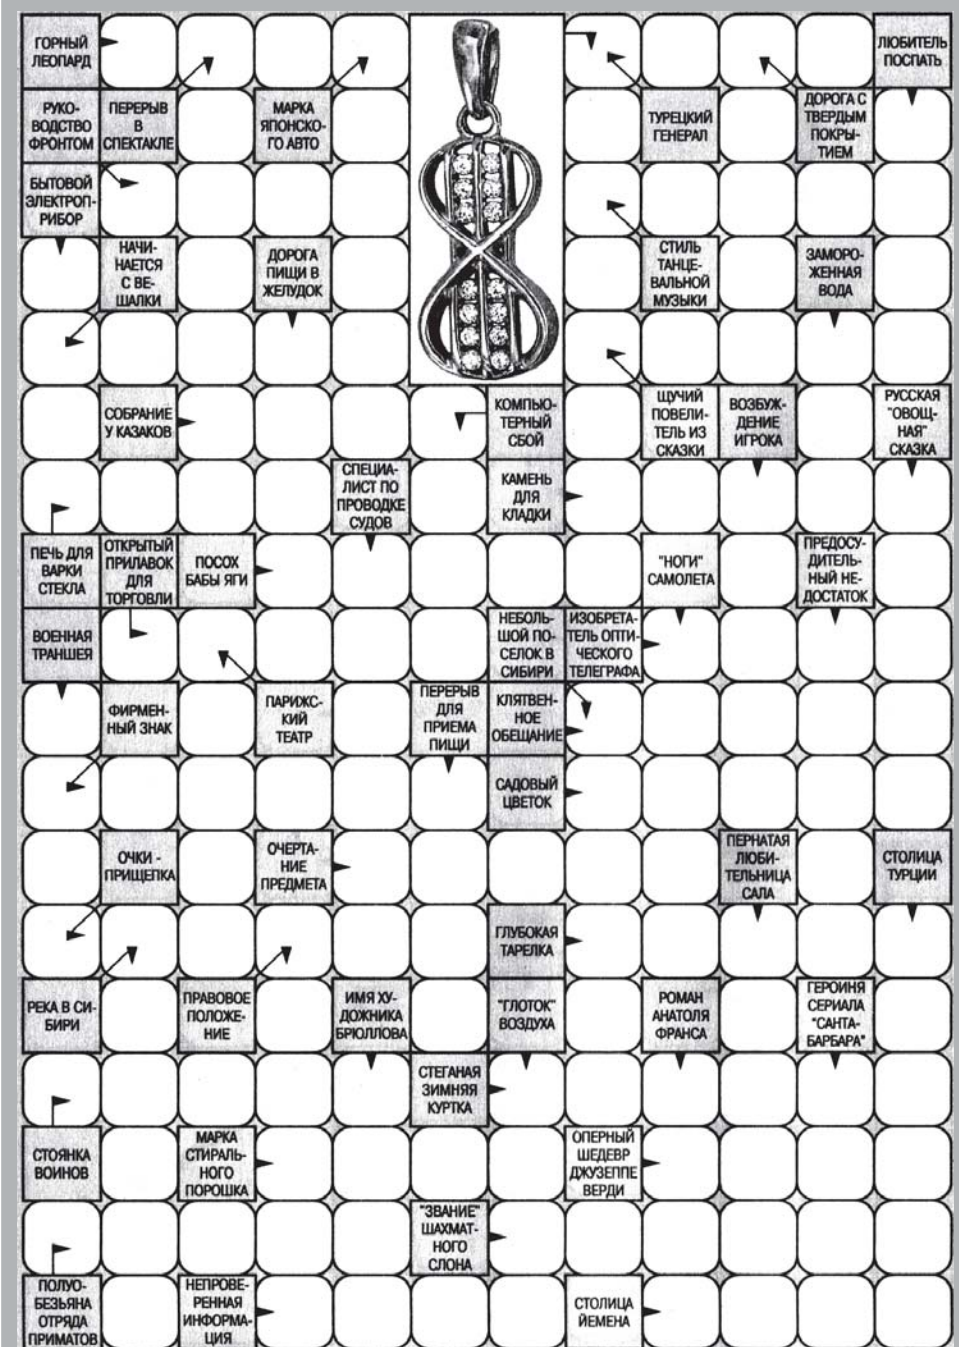 ГОРНЫЙ
ЛЕОПАРД
ЛЮБИТЕЛЬ
ПОСПАТЬ
РУКО-
ВОДСТВО
ФРОНТОМ
ПЕРЕРЫВ
В
СПЕКТАКЛЕ
МАРКА
ЯПОНСКО-
ГО АВТО
ТУРЕЦКИЙ
ГЕНЕРАЛ
ДОРОГА С
ТВЕРДЫМ
ПОКРЫ-
ТИЕМ
БЫТОВОЙ
ЭЛЕКТРОП-
РИБОР
НАЧИ-
НАЕТСЯ
С ВЕ-
ШАЛКИ
ДОРОГА
ПИЩИ В
ЖЕЛУДОК
СТИЛЬ
ТАНЦЕ-
ВАЛЬНОЙ
МУЗЫКИ
ЗАМОРО-
ЖЕННАЯ
ВОДА
СОБРАНИЕ
У КАЗАКОВ
КОМПЬЮ-
ТЕРНЫЙ
СБОЙ
ЩУЧИЙ
ПОВЕЛИ-
ТЕЛЬ ИЗ
СКАЗКИ
ВОЗБУЖ-
ДЕНИЕ
ИГРОКА
РУССКАЯ
"ОВОЩ-
НАЯ"
СКАЗКА
СПЕЦИА-
ЛИСТ ПО
ПРОВОДКЕ
СУДОВ
КАМЕНЬ
ДЛЯ
КЛАДКИ
ПЕЧЬ ДЛЯ
ВАРКИ
СТЕКЛА
ОТКРЫТЫЙ
ПРИЛАВОК
ДЛЯ
ТОРГОВЛИ
ПОСОХ
БАБЫ ЯГИ
"НОГИ"
САМОЛЕТА
ПРЕДОСУ-
ДИТЕЛЬ-
НЫЙ НЕ-
ДОСТАТОК
ВОЕННАЯ
ТРАНШЕЯ
НЕБОЛЬ-
ШОЙ ПО-
СЕЛОК В
СИБИРИ
ИЗОБРЕТА-
ТЕЛЬ ОПТИ-
ЧЕСКОГО
ТЕЛЕГРАФА
ФИРМЕН-
НЫЙ ЗНАК
ПАРИЖС-
КИЙ
ТЕАТР
ПЕРЕРЫВ
ДЛЯ
ПРИЕМА
ПИЩИ
КЛЯТВЕН-
НОЕ
ОБЕЩАНИЕ
САДОВЫЙ
ЦВЕТОК
ОЧКИ -
ПРИЩЕПКА
ОЧЕРТА-
НИЕ
ПРЕДМЕТА
ПЕРНАТАЯ
ЛЮБИ-
ТЕЛЬНИЦА
САЛА
СТОЛИЦА
ТУРЦИИ
ГЛУБОКАЯ
ТАРЕЛКА
РЕКА В СИ-
БИРИ
ПРАВОВОЕ
ПОЛОЖЕ-
НИЕ
ИМЯ ХУ-
ДОЖНИКА
БРЮЛЛОВА
"ГЛОТОК"
ВОЗДУХА
РОМАН
АНАТОЛЯ
ФРАНСА
ГЕРОИНЯ
СЕРИАЛА
"САНТА-
БАРБАРА"
СТЕГАНАЯ
ЗИМНЯЯ
КУРТКА
СТОЯНКА
ВОИНОВ
МАРКА
СТИРАЛЬ-
НОГО
ПОРОШКА
ОПЕРНЫЙ
ШЕДЕВР
ДЖУЗЕППЕ
ВЕРДИ
"ЗВАНИЕ"
ШАХМАТ-
НОГО
СЛОНА
ПОЛУО-
БЕЗЬЯНА
ОТРЯДА
ПРИМАТОВ
НЕПРОВЕ-
РЕННАЯ
ИНФОРМА-
ЦИЯ
СТОЛИЦА
ЙЕМЕНА